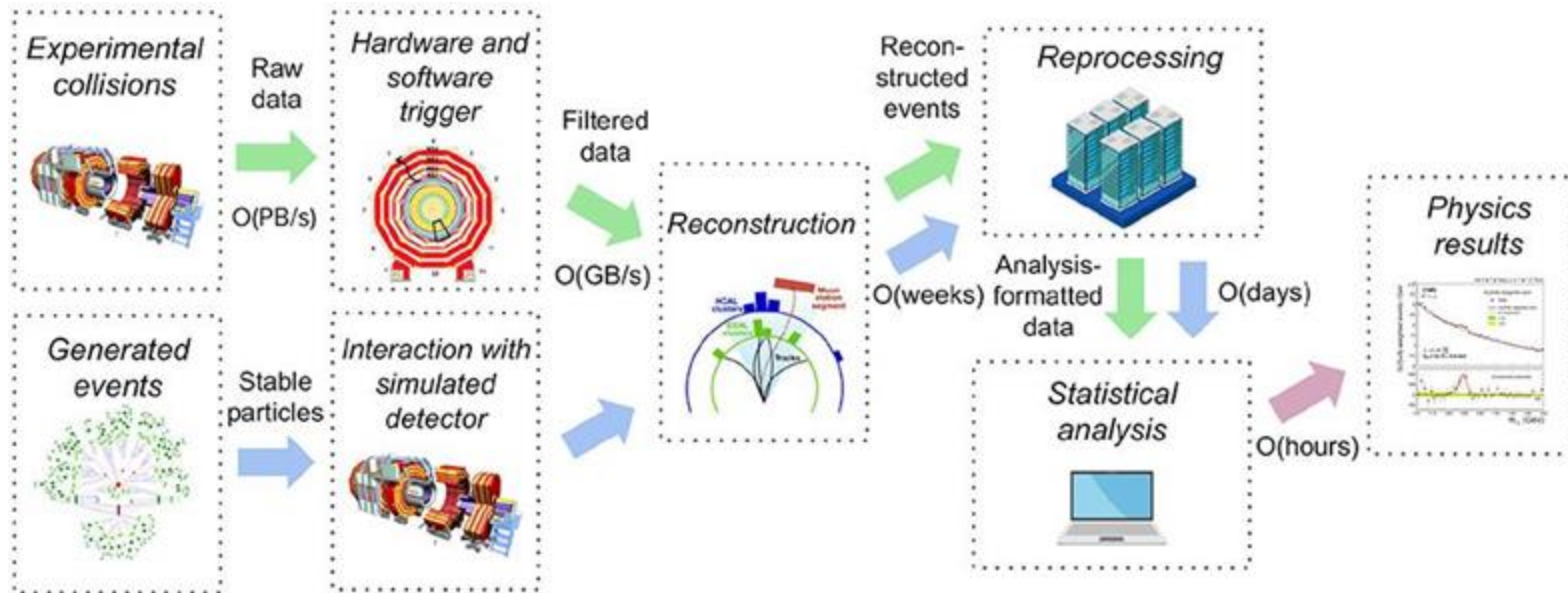 Experimental
collisions
Raw
data
O(PB/s)
Hardware and
software
trigger
Filtered
data
O(GB/s)
Generated
events
Stable
particles
Interaction with
simulated
detector
Reconstruction
HCAL
clusters
ECAL
clusters
Muon
station
segment
Tracks
Recon-
structed
events
O(weeks)
Reprocessing
Analysis-
formatted
data
O(days)
Statistical
analysis
O(hours)
Physics
results